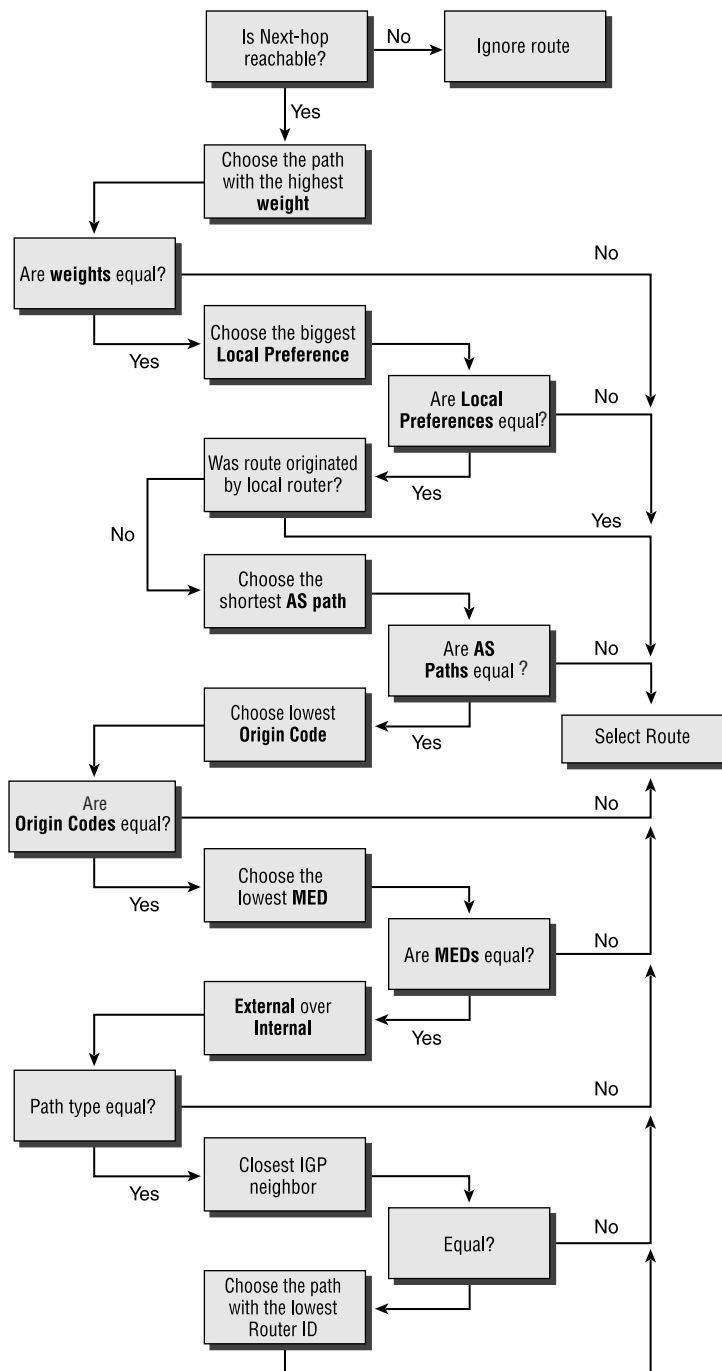 Is Next-hop
reachable?
No
Ignore route
Yes
Choose the path
with the highest
weight
Are weights equal?
No
Yes
Choose the biggest
Local Preference
Are Local
Preferences equal?
No
Was route originated
by local router?
Yes
Yes
No
Choose the
shortest AS path
Are AS
Paths equal ?
No
Choose lowest
Origin Code
Yes
Select Route
Are
Origin Codes equal?
No
Yes
Choose the
lowest MED
Are MEDs equal?
No
External over
Internal
Yes
Path type equal?
No
Yes
Closest IGP
neighbor
Equal?
No
Choose the path
with the lowest
Router ID